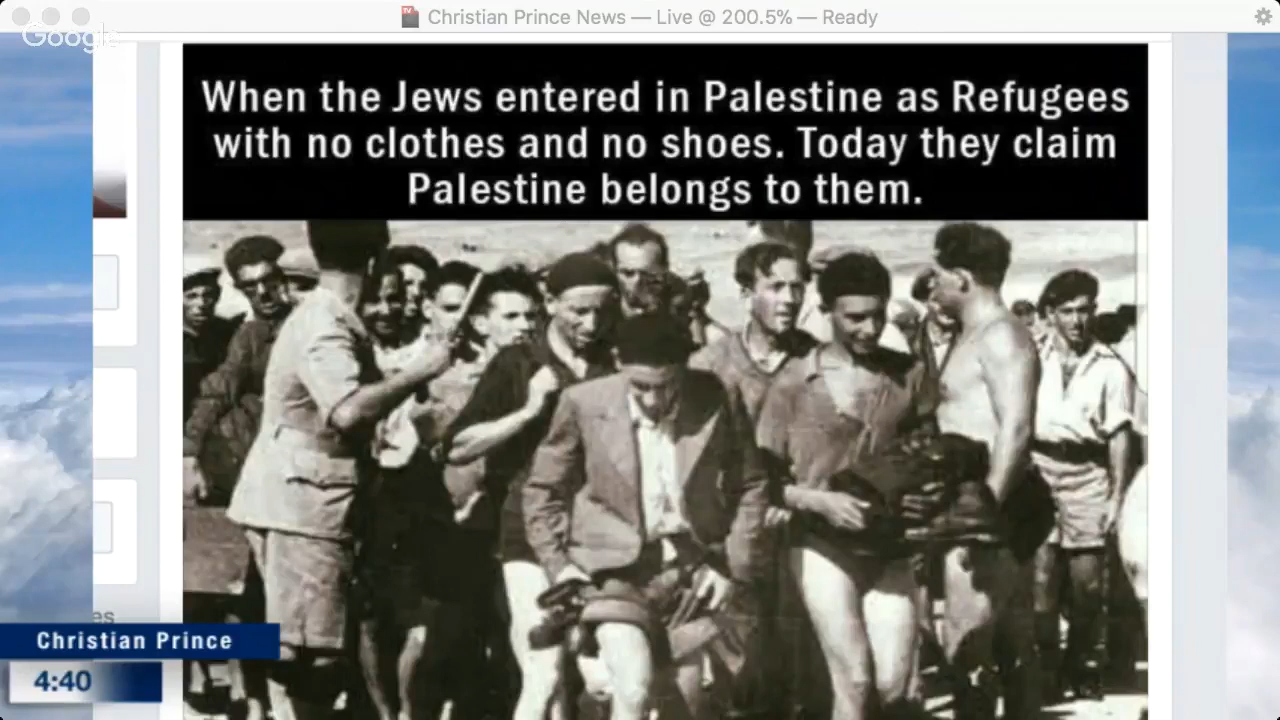 Christian Prince News — Live @ 200.5% — Ready
Google
When the Jews entered in Palestine as Refugees
with no clothes and no shoes. Today they claim
Palestine belongs to them.
es
Christian Prince
4:40